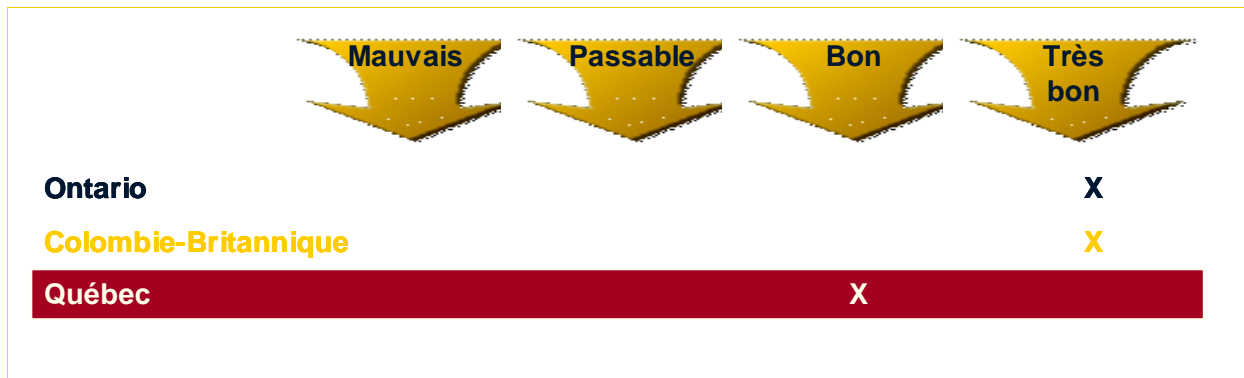 Mauvais Passable Bon Très bon
Ontario X
Colombie-Britannique X
Québec X